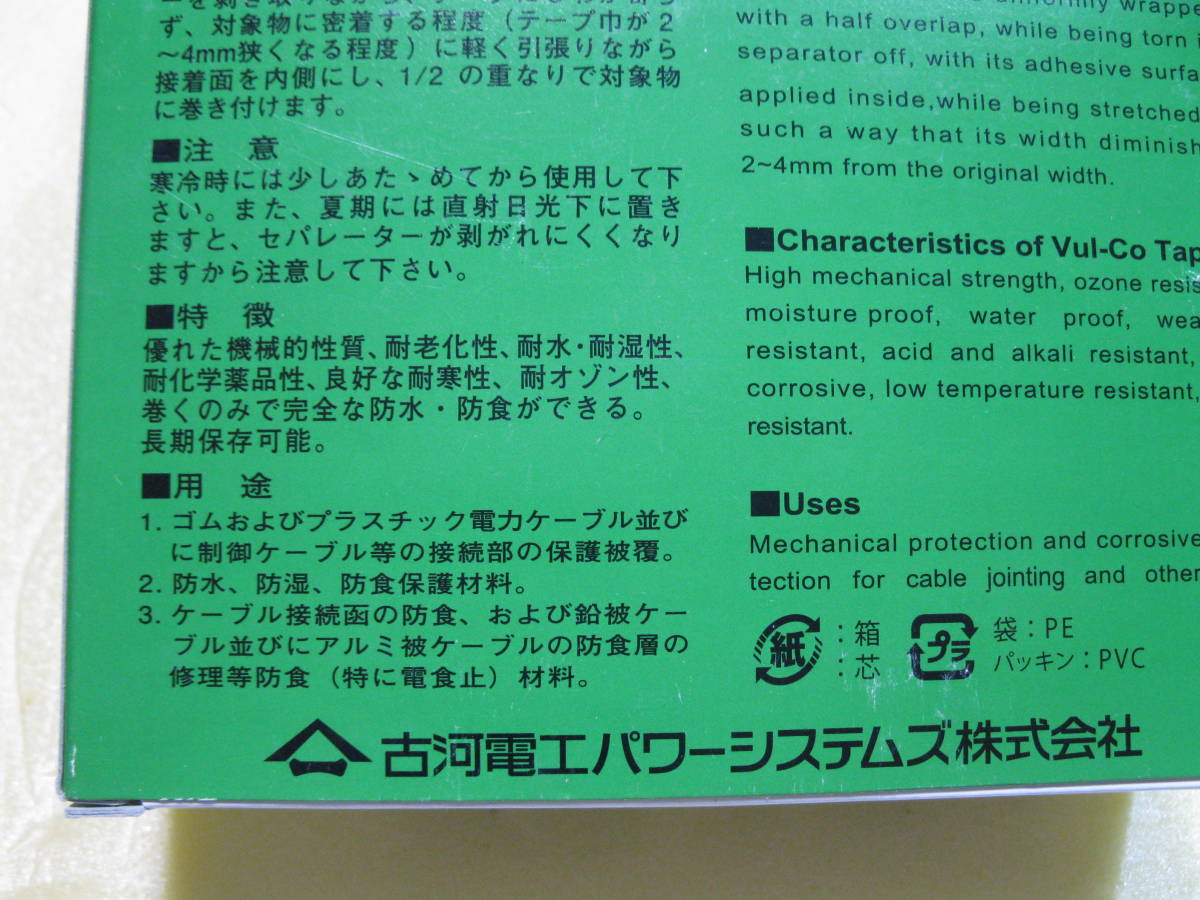 ず、対象物に密着する程度（テープ巾が2
～4mm狭くなる程度）に軽く引張りながら
接着面を内側にし、1/2 の重なりで対象物
に巻き付けます。
■注 意
寒冷時には少しあたゝめてから使用して下
さい。また、夏期には直射日光下に置き
ますと、セパレーターが剥がれにくくなり
ますから注意して下さい。
■特 徴
優れた機械的性質、耐老化性、耐水・耐湿性、
耐化学薬品性、良好な耐寒性、耐オゾン性、
巻くのみで完全な防水・防食ができる。
長期保存可能。
■用 途
1. ゴムおよびプラスチック電力ケーブル並び
に制御ケーブル等の接続部の保護被覆。
2. 防水、防湿、防食保護材料。
3. ケーブル接続函の防食、および鉛被ケー
ブル並びにアルミ被ケーブルの防食層の
修理等防食（特に電食止）材料。
wrappe
with a half overlap, while being torn i
separator off, with its adhesive surfa
applied inside,while being stretched
such a way that its width diminish
2~4mm from the original width.
■Characteristics of Vul-Co Tap
High mechanical strength, ozone resis
moisture proof, water proof, wea
resistant, acid and alkali resistant,
corrosive, low temperature resistant,
resistant.
■Uses
Mechanical protection and corrosive
tection for cable jointing and other
紙 ：箱
：芯
プラ 袋：PE
パッキン：PVC
古河電工パワーシステムズ株式会社